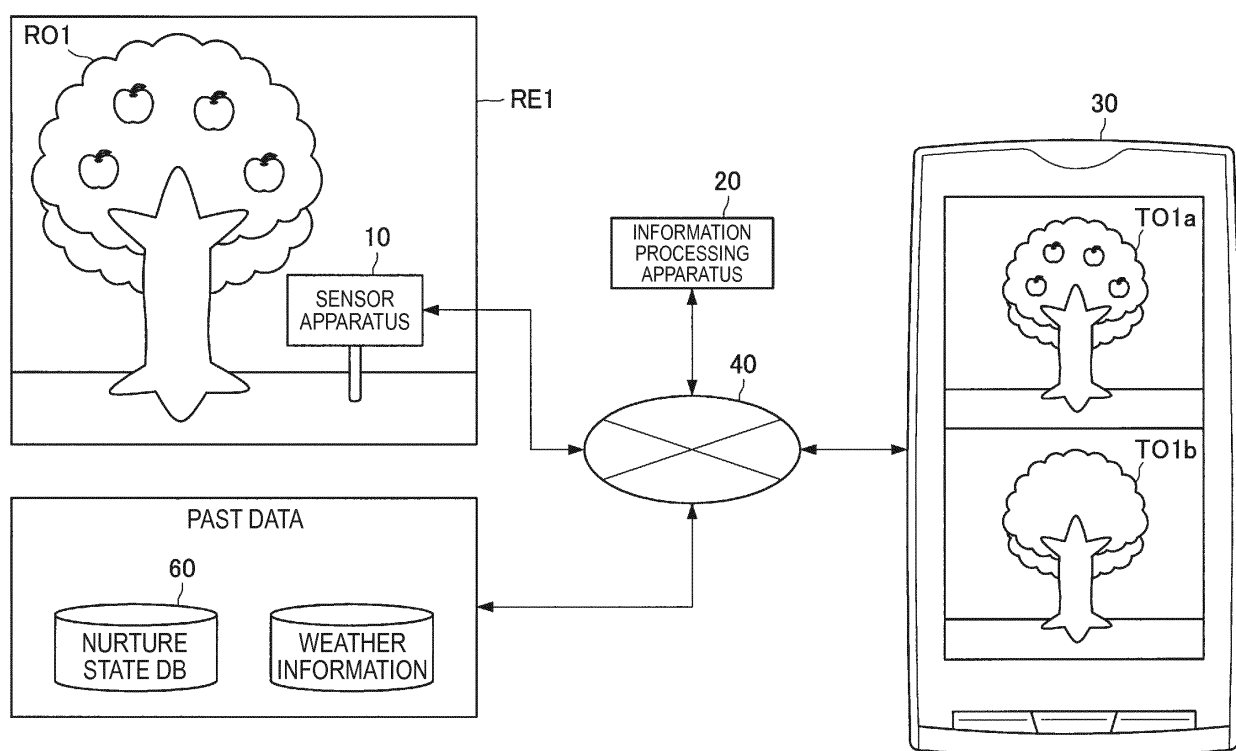 RO1
RE1
10
SENSOR
APPARATUS
20
INFORMATION
PROCESSING
APPARATUS
30
TO1a
40
TO1b
PAST DATA
60
NURTURE
STATE DB
WEATHER
INFORMATION